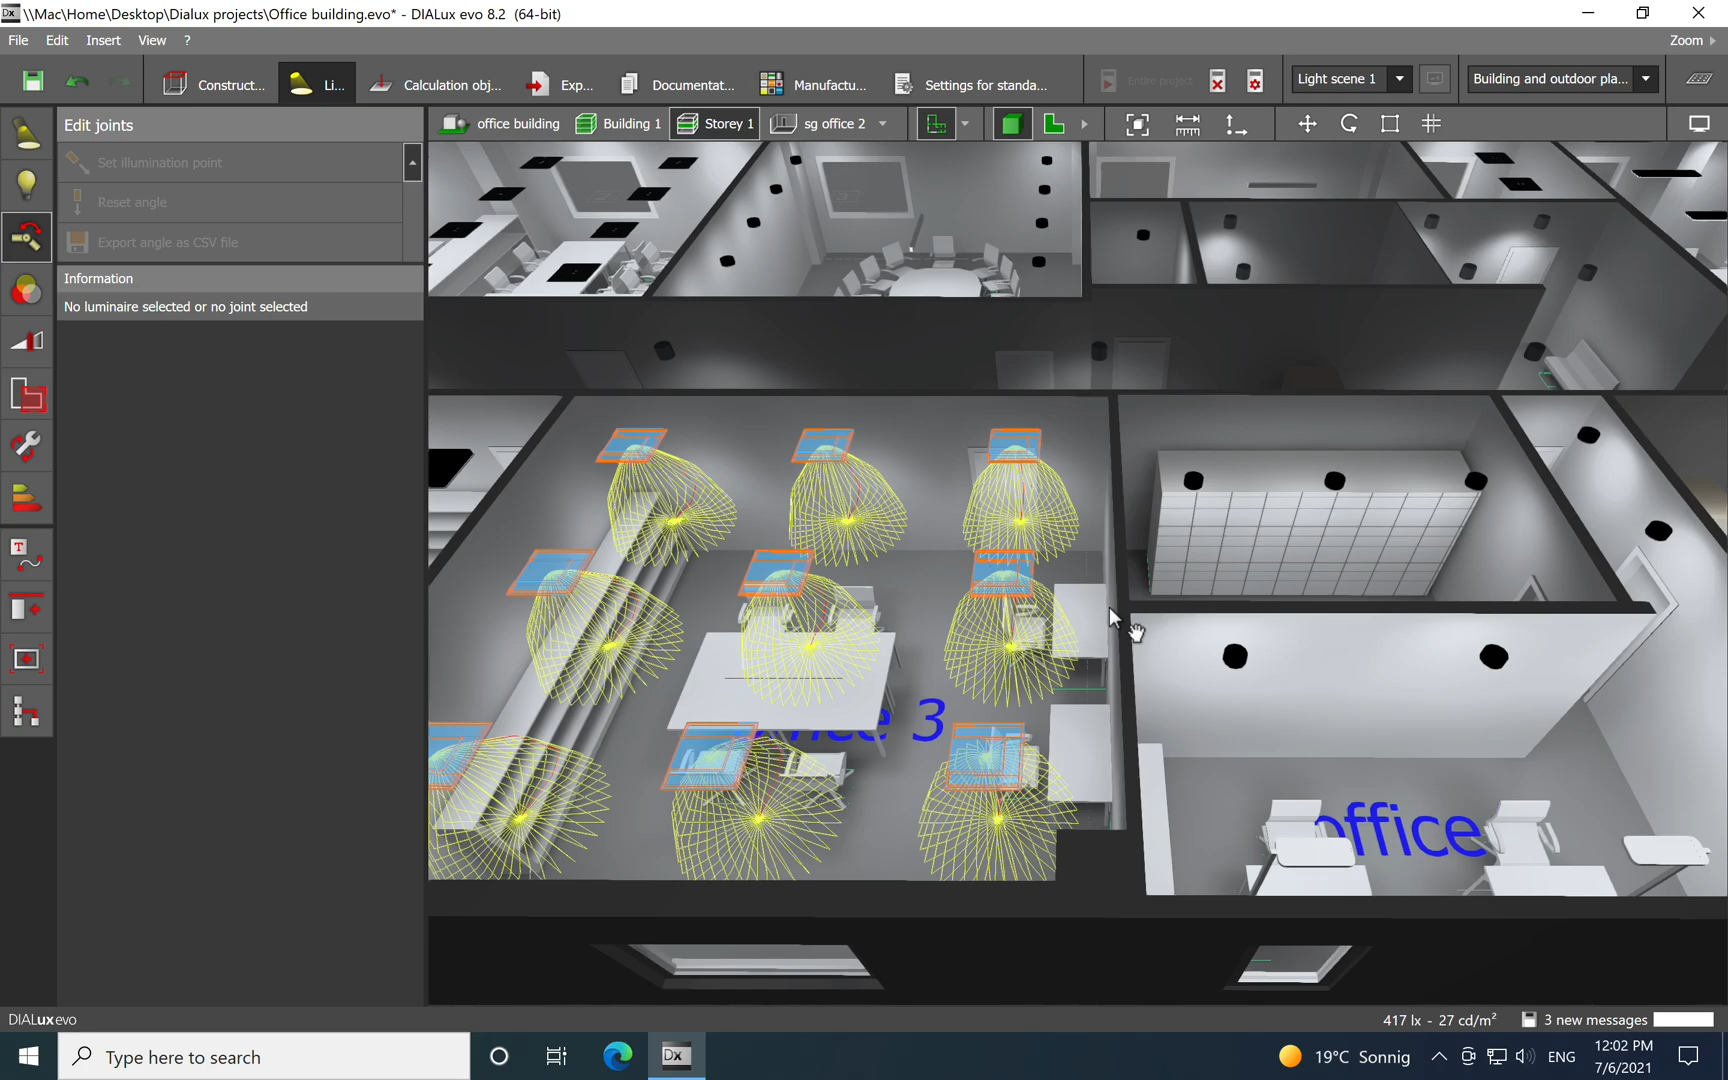 \\Mac\Home\Desktop\Dialux projects\Office building.evo* - DIALux evo 8.2 (64-bit)
File Edit Insert View ?
Zoom
Construct...
Li...
Calculation obj...
Exp...
Documentat...
Manufactu...
Settings for standa...
Entire project
Light scene 1
Building and outdoor pla...
Edit joints
office building
Building 1
Storey 1
sg office 2
Set illumination point
Reset angle
Export angle as CSV file
Information
No luminaire selected or no joint selected
3
office
DIALux evo
417 lx - 27 cd/m²
3 new messages
Type here to search
Dx
19°C Sonnig
ENG
12:02 PM
7/6/2021